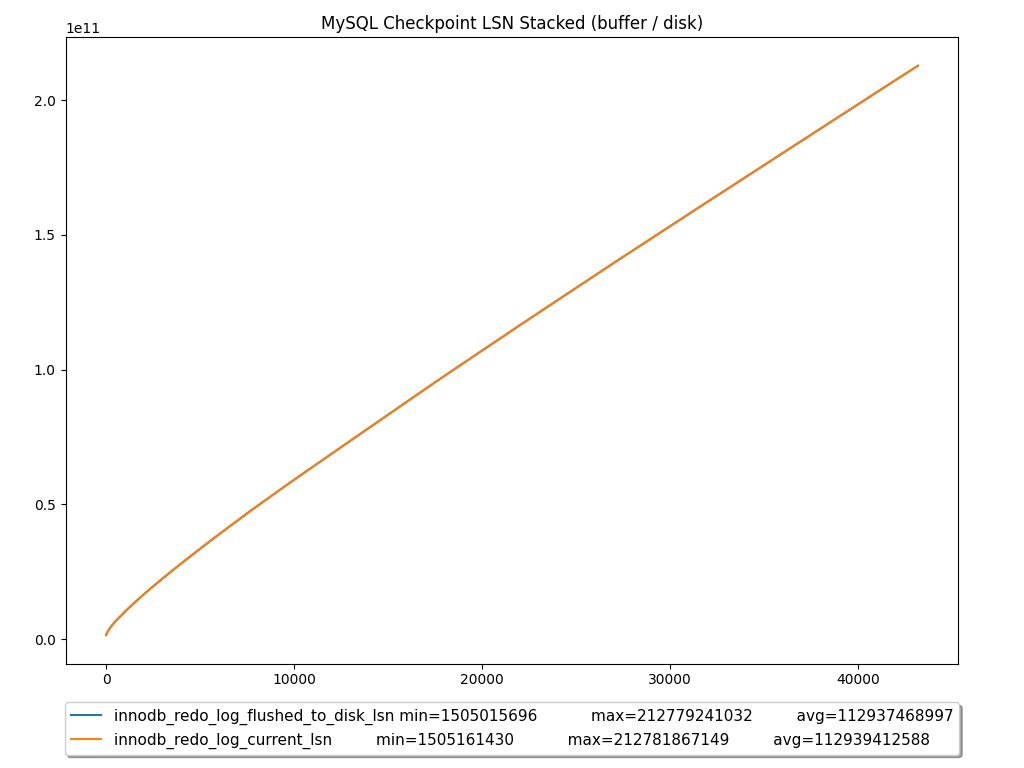 MySQL Checkpoint LSN Stacked (buffer / disk)
1e11
2.0
1.5
1.0
0.5
0.0
0 10000 20000 30000 40000
innodb_redo_log_flushed_to_disk_lsn min=1505015696 max=212779241032 avg=112937468997
innodb_redo_log_current_lsn min=1505161430 max=212781867149 avg=112939412588